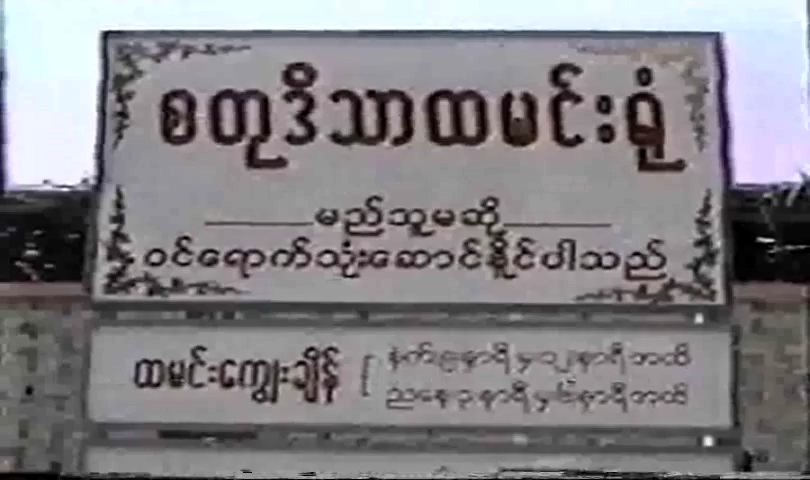 စတုဒိသာထမင်းရုံ
မည်သူမဆို
ဝင်ရောက်သုံးဆောင်နိုင်ပါသည်
ထမင်းကျွေးချိန် [ နံနက် ၉ နာရီ မှ ၁၂ နာရီ အထိ
ညနေ ၃ နာရီ မှ ၆ နာရီ အထိ